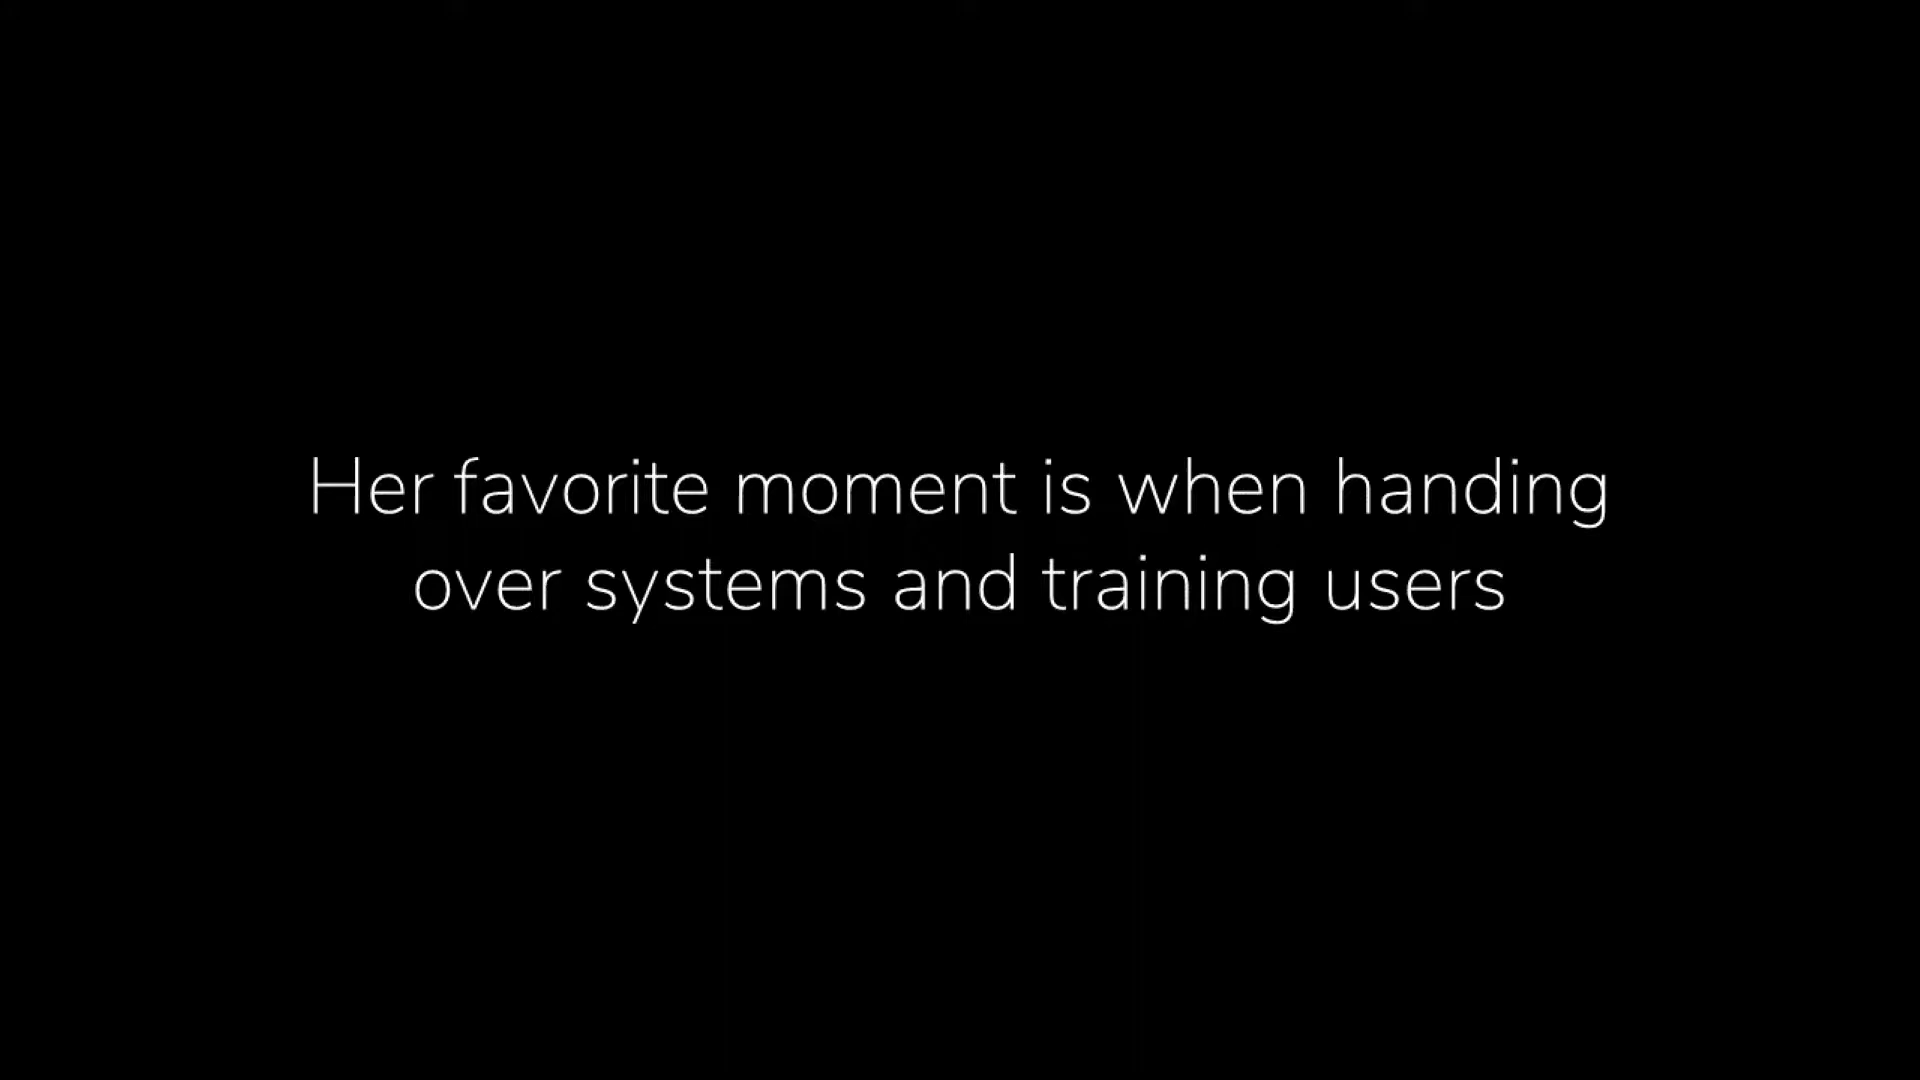 Her favorite moment is when handing
over systems and training users